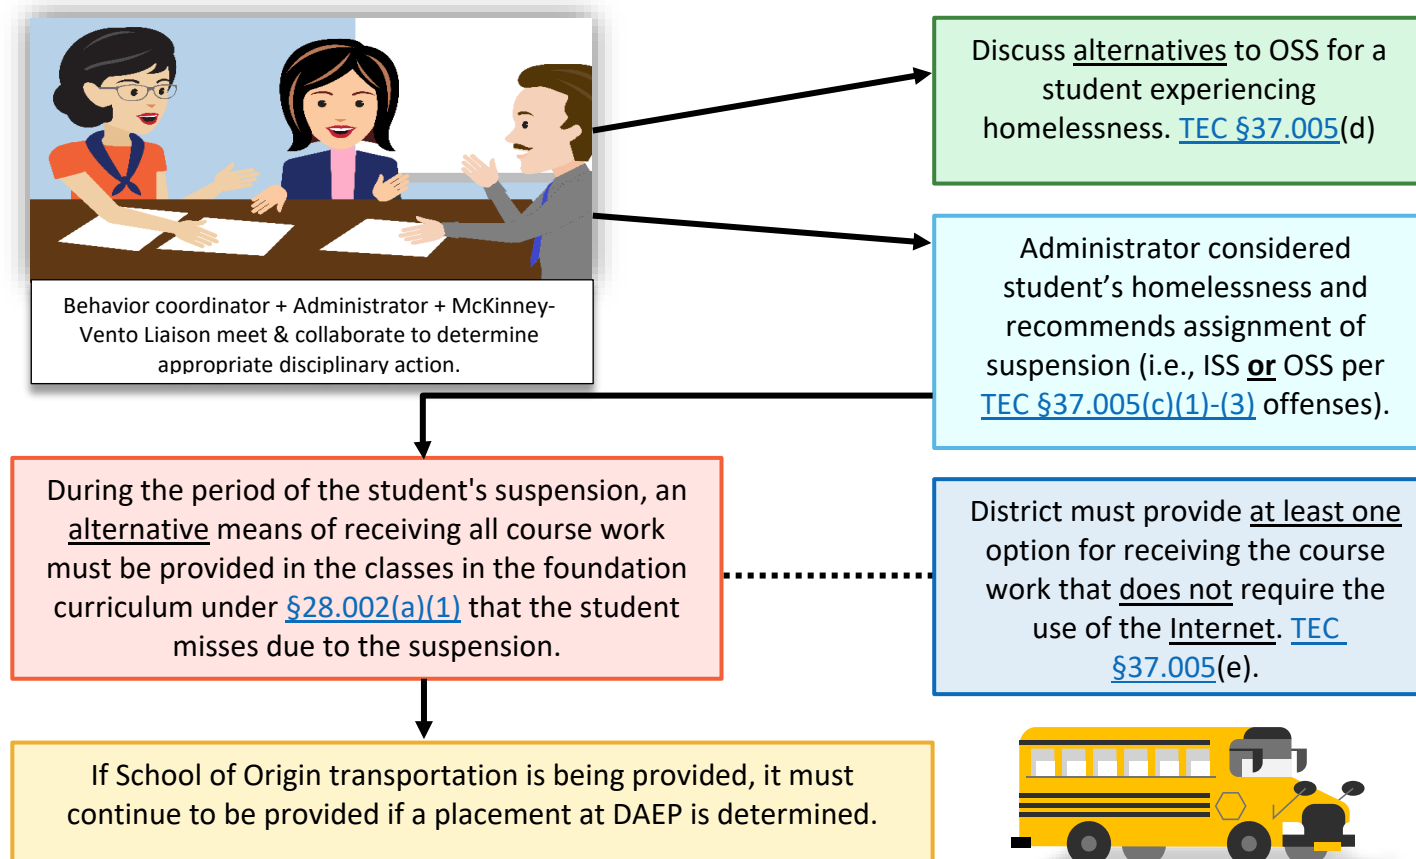 Discuss alternatives to OSS for a
student experiencing
homelessness. TEC §37.005(d)
Behavior coordinator + Administrator + McKinney-
Vento Liaison meet & collaborate to determine
appropriate disciplinary action.
Administrator considered
student’s homelessness and
recommends assignment of
suspension (i.e., ISS or OSS per
TEC §37.005(c)(1)-(3) offenses).
During the period of the student's suspension, an
alternative means of receiving all course work
must be provided in the classes in the foundation
curriculum under §28.002(a)(1) that the student
misses due to the suspension.
District must provide at least one
option for receiving the course
work that does not require the
use of the Internet. TEC
§37.005(e).
If School of Origin transportation is being provided, it must
continue to be provided if a placement at DAEP is determined.